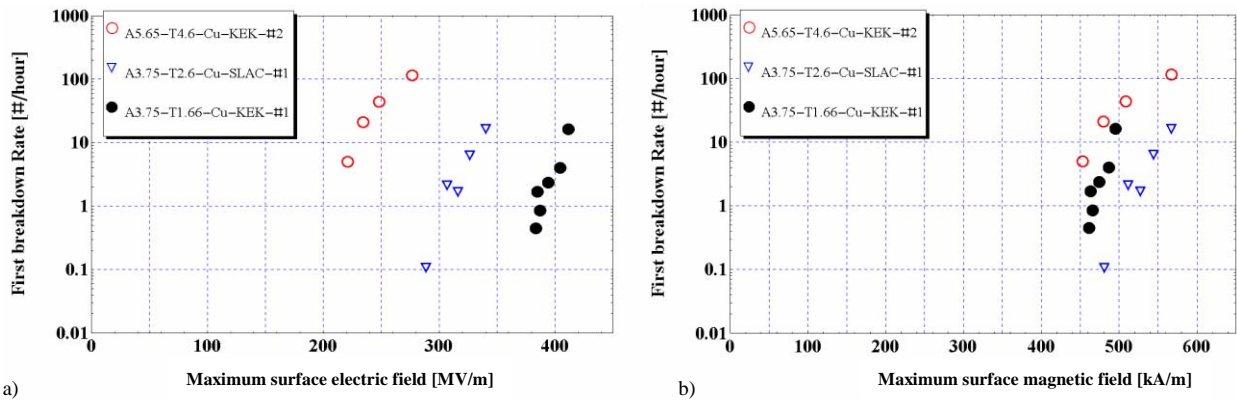 1000
100
10
1
0.1
0.01
First breakdown Rate [#/hour]
A5.65-T4.6-Cu-KEK-#2
A3.75-T2.6-Cu-SLAC-#1
A3.75-T1.66-Cu-KEK-#1
0 100 200 300 400
Maximum surface electric field [MV/m]
a)
1000
100
10
1
0.1
0.01
First breakdown Rate [#/hour]
A5.65-T4.6-Cu-KEK-#2
A3.75-T2.6-Cu-SLAC-#1
A3.75-T1.66-Cu-KEK-#1
0 100 200 300 400 500 600
Maximum surface magnetic field [kA/m]
b)